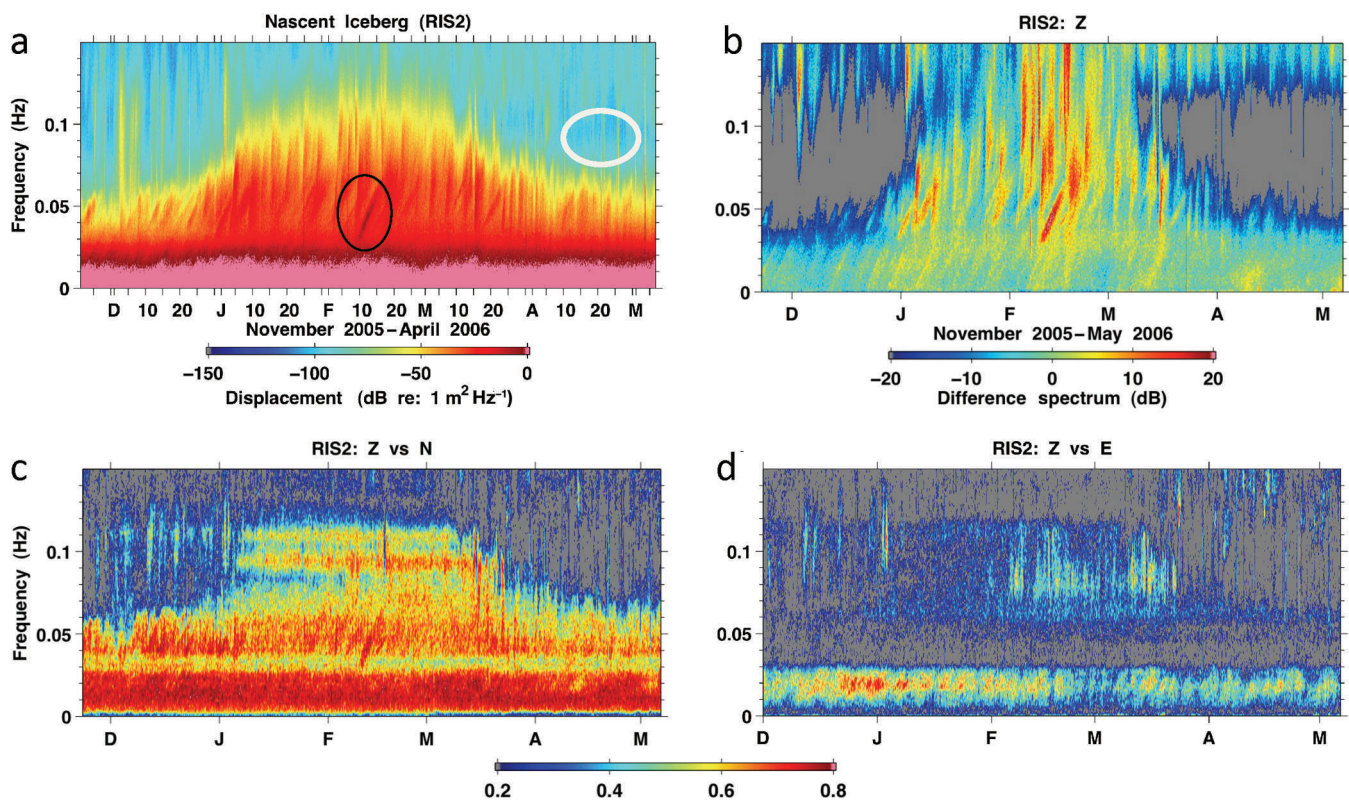 a
Nascent Iceberg (RIS2)
Frequency (Hz)
0.1
0.05
0
D 10 20 J 10 20 F 10 20 M 10 20 A 10 20 M
November 2005–April 2006
−150 −100 −50 0
Displacement (dB re: 1 m² Hz⁻¹)
b
RIS2: Z
0.1
0.05
0
D J F M A M
November 2005–May 2006
−20 −10 0 10 20
Difference spectrum (dB)
c
RIS2: Z vs N
Frequency (Hz)
0.1
0.05
0
D J F M A M
d
RIS2: Z vs E
0.1
0.05
0
D J F M A M
0.2 0.4 0.6 0.8